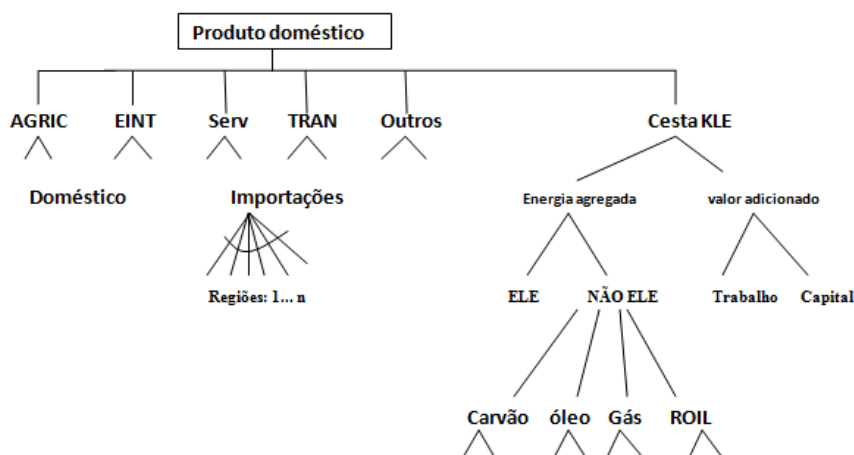 Produto doméstico
AGRIC EINT Serv TRAN Outros Cesta KLE
Doméstico Importações Energia agregada valor adicionado
Regiões: 1... n ELE NÃO ELE Trabalho Capital
Carvão óleo Gás ROIL